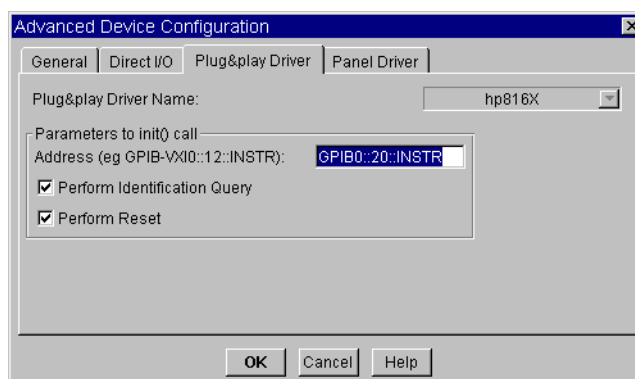 Advanced Device Configuration
General Direct I/O Plug&play Driver Panel Driver
Plug&play Driver Name: hp816X
Parameters to init() call
Address (eg GPIB-VXI0::12::INSTR): GPIB0::20::INSTR
Perform Identification Query
Perform Reset
OK Cancel Help